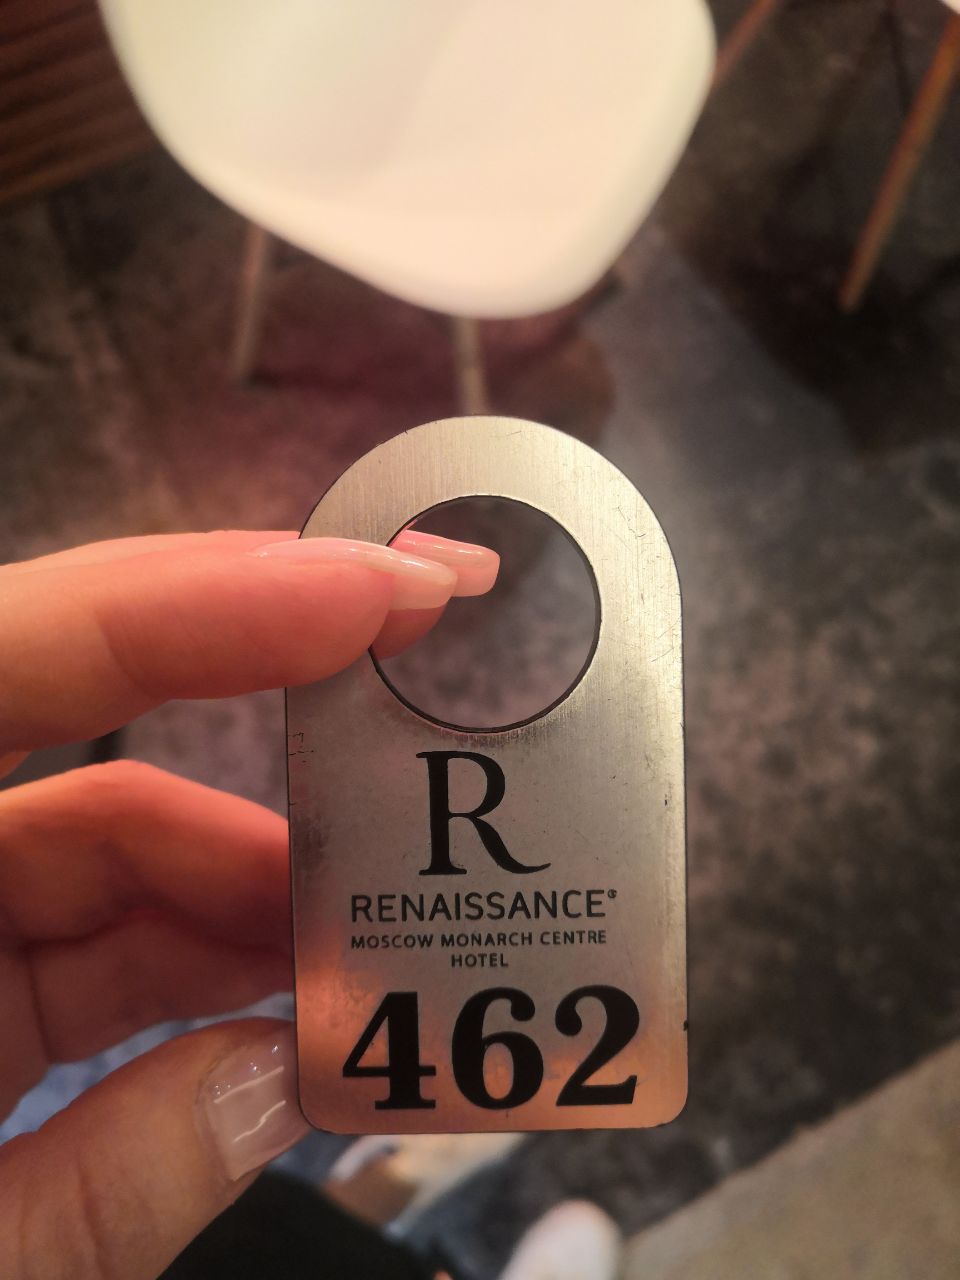 R
RENAISSANCE®
MOSCOW MONARCH CENTRE
HOTEL
462